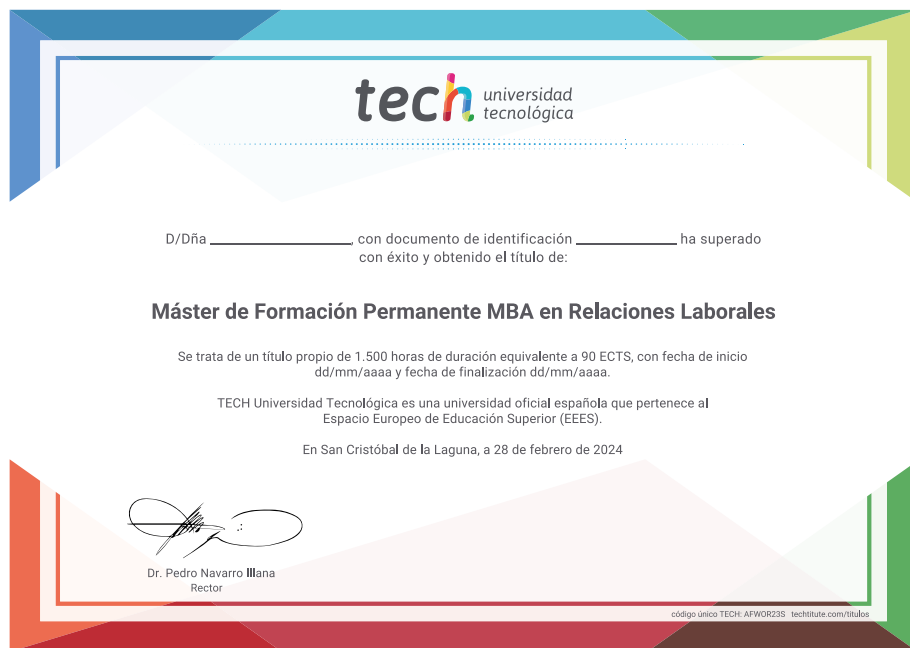 tech universidad
tecnológica
D/Dña ______________, con documento de identificación __________ ha superado
con éxito y obtenido el título de:
Máster de Formación Permanente MBA en Relaciones Laborales
Se trata de un título propio de 1.500 horas de duración equivalente a 90 ECTS, con fecha de inicio
dd/mm/aaaa y fecha de finalización dd/mm/aaaa.
TECH Universidad Tecnológica es una universidad oficial española que pertenece al
Espacio Europeo de Educación Superior (EEES).
En San Cristóbal de la Laguna, a 28 de febrero de 2024
Dr. Pedro Navarro Illana
Rector
código único TECH: AFWOR23S techtitute.com/titulos